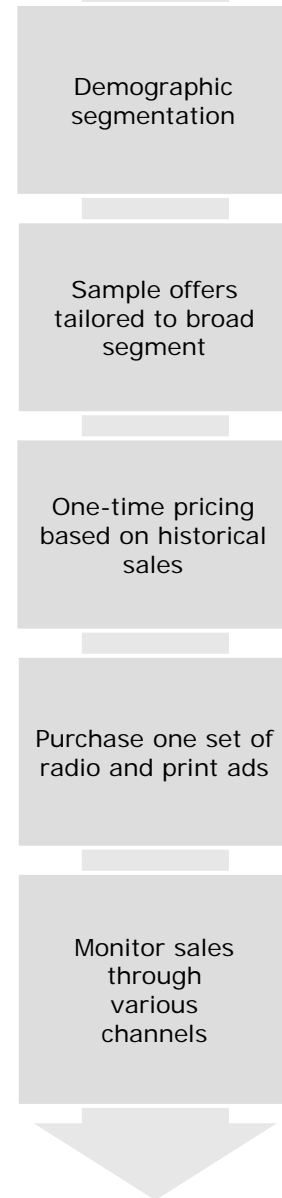 Demographic
segmentation
Sample offers
tailored to broad
segment
One-time pricing
based on historical
sales
Purchase one set of
radio and print ads
Monitor sales
through
various
channels